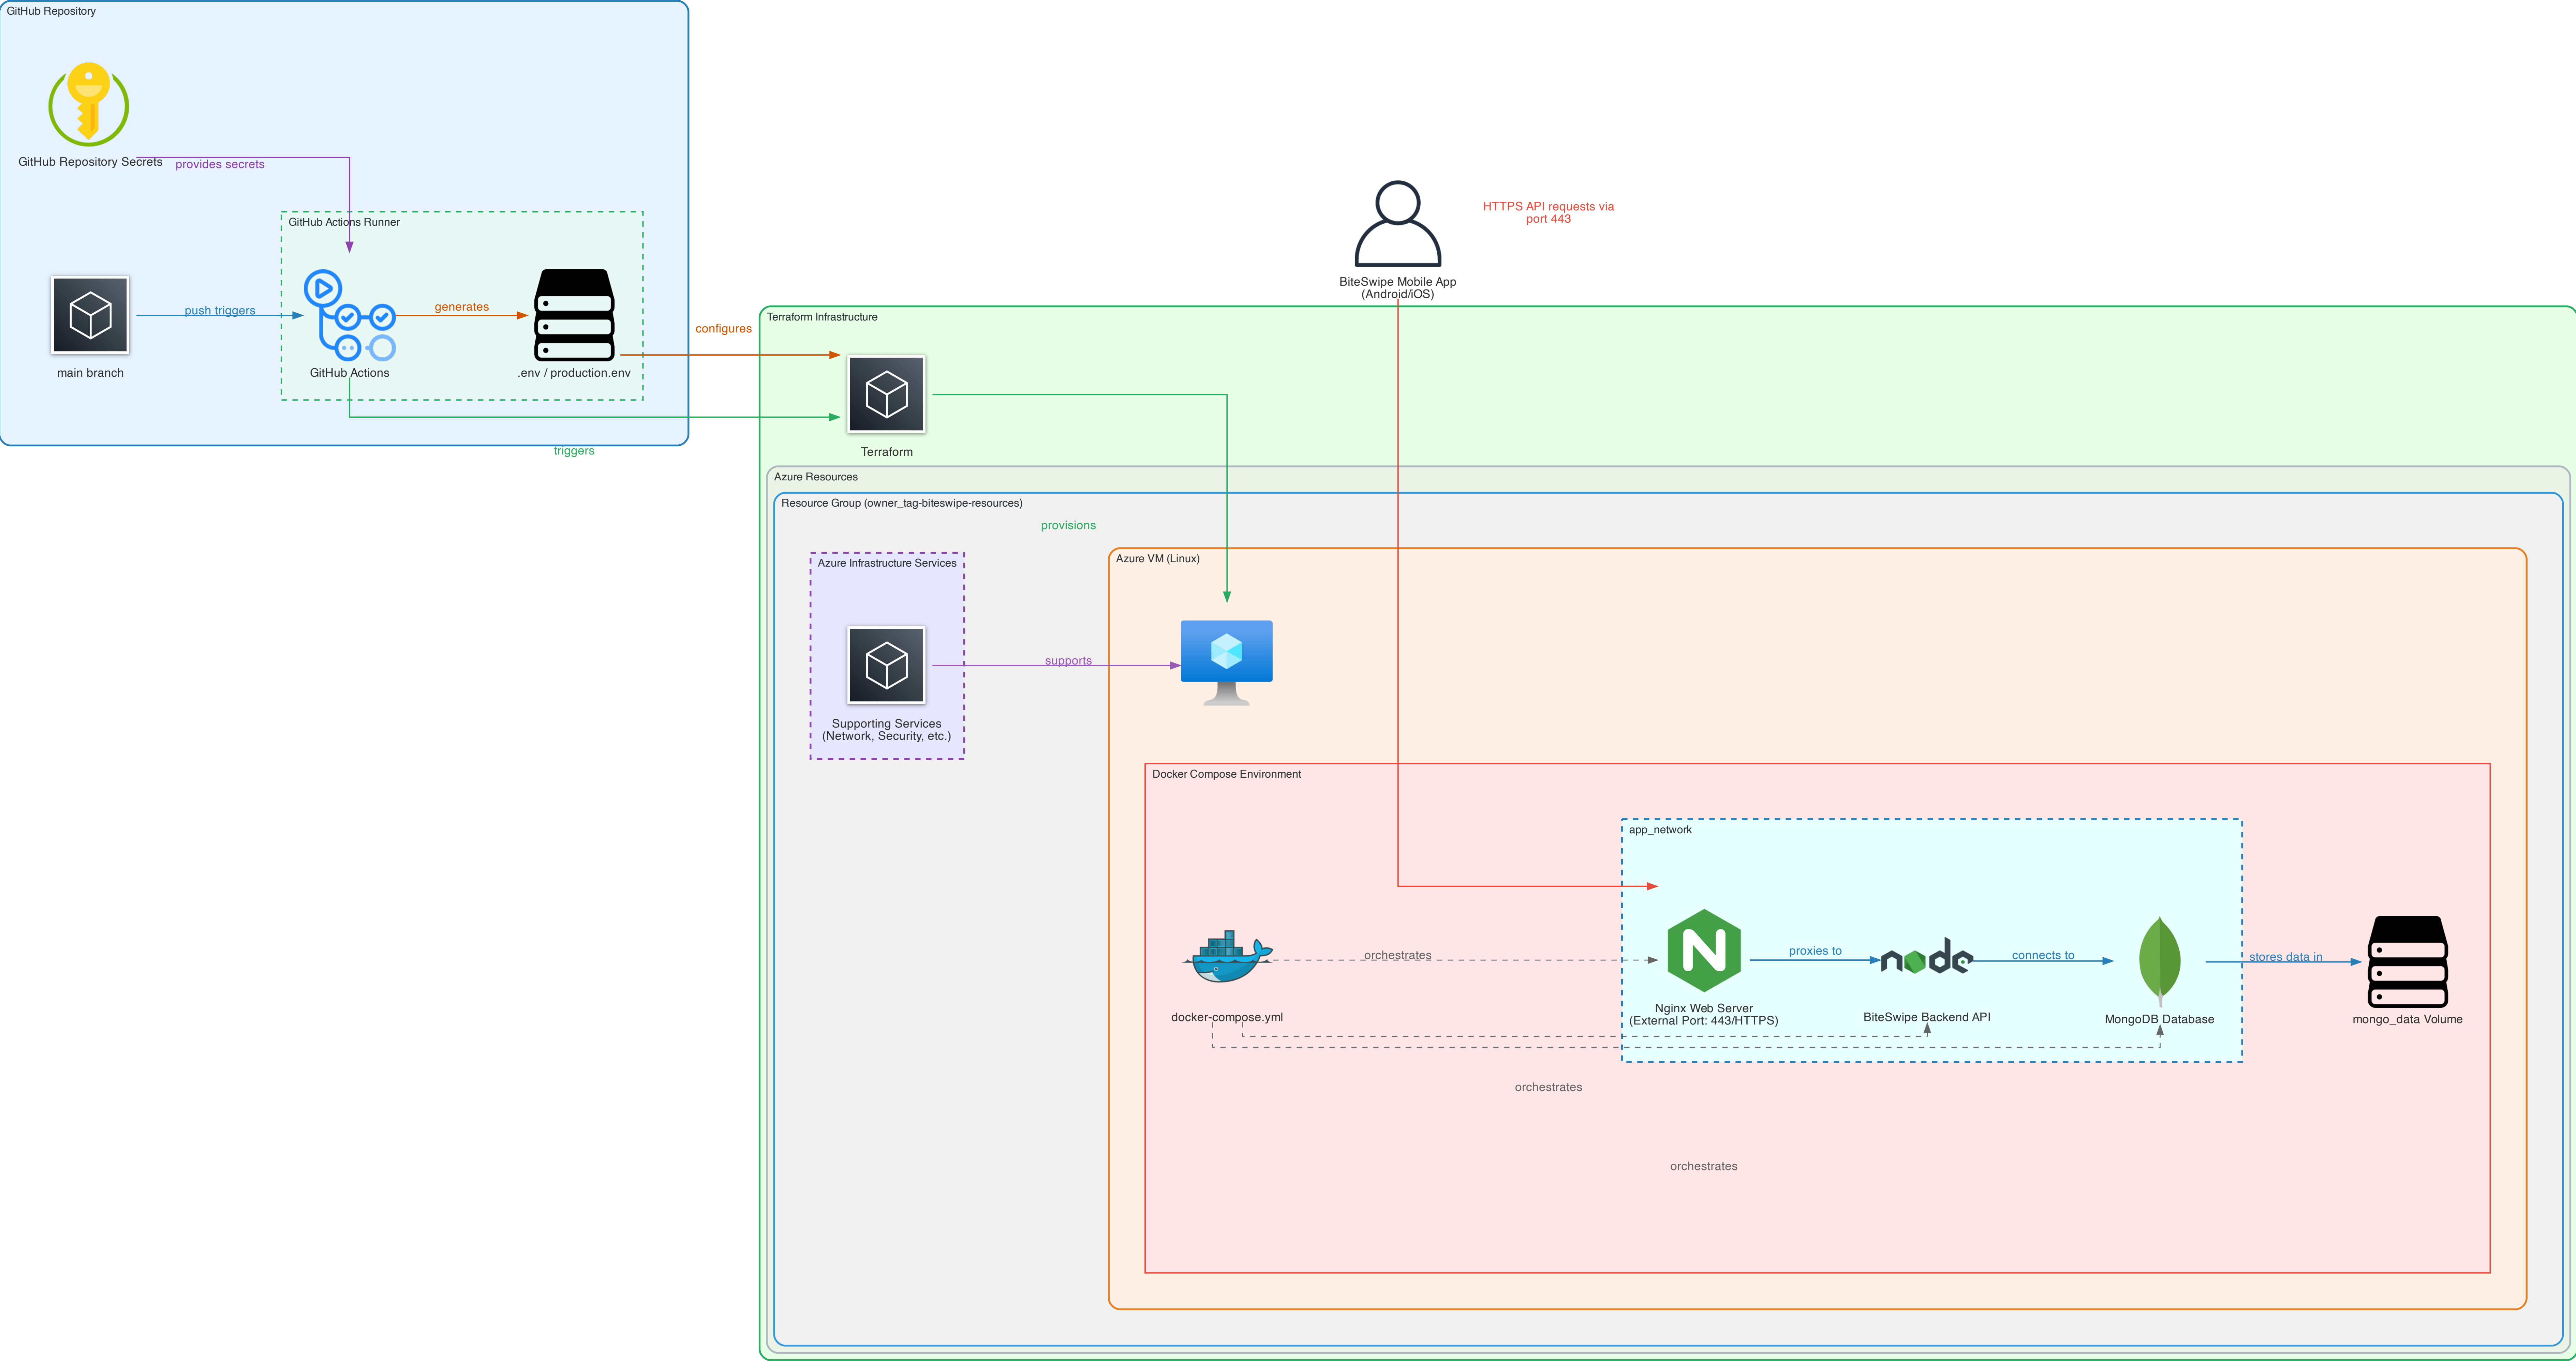 GitHub Repository
GitHub Repository Secrets
provides secrets
GitHub Actions Runner
push triggers
generates
main branch
GitHub Actions
.env / production.env
configures
triggers
BiteSwipe Mobile App
(Android/iOS)
HTTPS API requests via
port 443
Terraform Infrastructure
Terraform
Azure Resources
Resource Group (owner_tag-biteswipe-resources)
provisions
Azure Infrastructure Services
Azure VM (Linux)
supports
Supporting Services
(Network, Security, etc.)
Docker Compose Environment
app_network
orchestrates
proxies to
node
connects to
stores data in
docker-compose.yml
Nginx Web Server
(External Port: 443/HTTPS)
BiteSwipe Backend API
MongoDB Database
mongo_data Volume
orchestrates
orchestrates